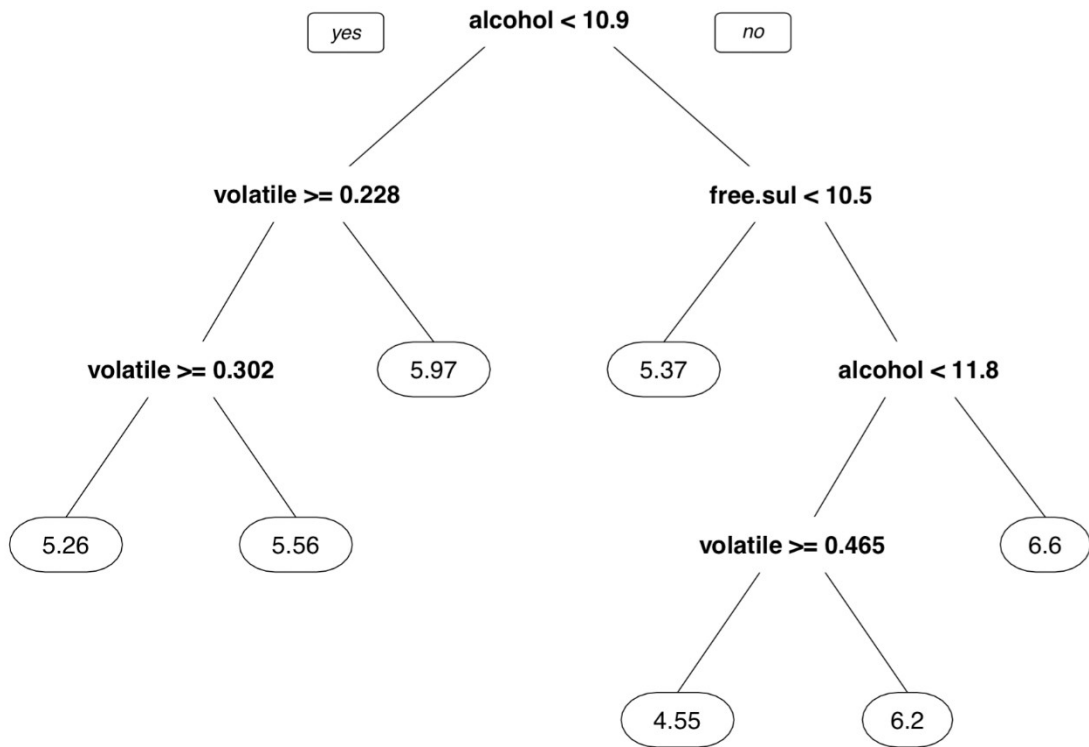 alcohol < 10.9
yes
no
volatile >= 0.228
free.sul < 10.5
volatile >= 0.302
5.97
5.37
alcohol < 11.8
5.26
5.56
volatile >= 0.465
6.6
4.55
6.2